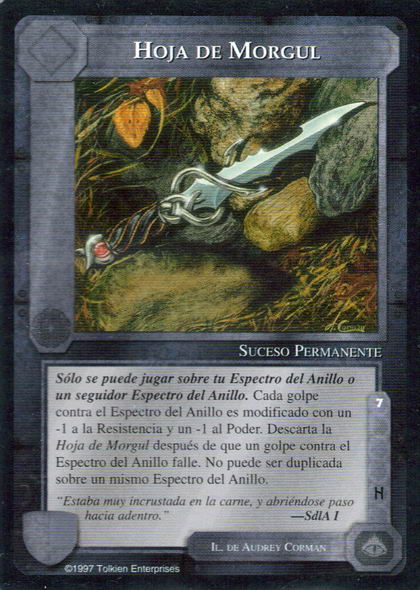 HOJA DE MORGUL
SUCESO PERMANENTE
Sólo se puede jugar sobre tu Espectro del Anillo o
un seguidor Espectro del Anillo. Cada golpe
contra el Espectro del Anillo es modificado con un
-1 a la Resistencia y un -1 al Poder. Descarta la
Hoja de Morgul después de que un golpe contra el
Espectro del Anillo falle. No puede ser duplicada
sobre un mismo Espectro del Anillo.
7
“Estaba muy incrustada en la carne, y abriéndose paso
hacia adentro.” —SdlA I
IL. DE AUDREY CORMAN
©1997 Tolkien Enterprises